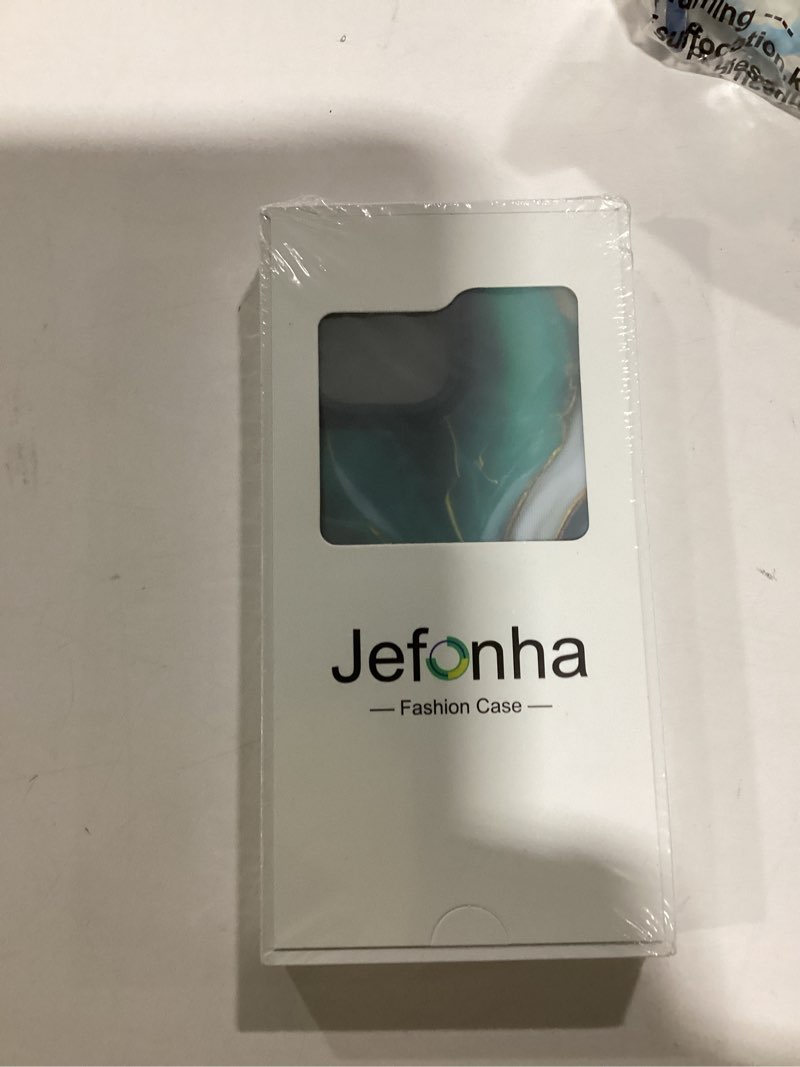 Jefonha
— Fashion Case —